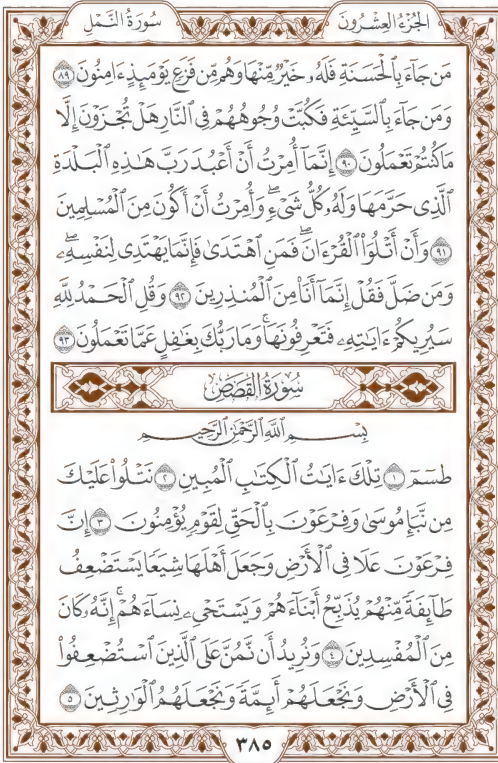 الجُزْءُ العِشْرُونَ سُورَةُ النَّمْلِ
مَن جَآءَ بِٱلْحَسَنَةِ فَلَهُۥ خَيْرٌ مِّنْهَا وَهُم مِّن فَزَعٍ يَوْمَئِذٍ ءَامِنُونَ ٨٩
وَمَن جَآءَ بِٱلسَّيِّئَةِ فَكُبَّتْ وُجُوهُهُمْ فِى ٱلنَّارِ هَلْ تُجْزَوْنَ إِلَّا
مَا كُنتُمْ تَعْمَلُونَ ٩٠ إِنَّمَآ أُمِرْتُ أَنْ أَعْبُدَ رَبَّ هَٰذِهِ ٱلْبَلْدَةِ
ٱلَّذِى حَرَّمَهَا وَلَهُۥ كُلُّ شَىْءٍ ۖ وَأُمِرْتُ أَنْ أَكُونَ مِنَ ٱلْمُسْلِمِينَ
٩١ وَأَنْ أَتْلُوَا۟ ٱلْقُرْءَانَ ۖ فَمَنِ ٱهْتَدَىٰ فَإِنَّمَا يَهْتَدِى لِنَفْسِهِۦ ۖ
وَمَن ضَلَّ فَقُلْ إِنَّمَآ أَنَا۠ مِنَ ٱلْمُنذِرِينَ ٩٢ وَقُلِ ٱلْحَمْدُ لِلَّهِ
سَيُرِيكُمْ ءَايَٰتِهِۦ فَتَعْرِفُونَهَا ۚ وَمَا رَبُّكَ بِغَٰفِلٍ عَمَّا تَعْمَلُونَ ٩٣
سُورَةُ القَصَصِ
بِسْمِ ٱللَّهِ ٱلرَّحْمَٰنِ ٱلرَّحِيمِ
طسٓمٓ ١ تِلْكَ ءَايَٰتُ ٱلْكِتَٰبِ ٱلْمُبِينِ ٢ نَتْلُوا۟ عَلَيْكَ
مِن نَّبَإِ مُوسَىٰ وَفِرْعَوْنَ بِٱلْحَقِّ لِقَوْمٍ يُؤْمِنُونَ ٣ إِنَّ
فِرْعَوْنَ عَلَا فِى ٱلْأَرْضِ وَجَعَلَ أَهْلَهَا شِيَعًا يَسْتَضْعِفُ
طَآئِفَةً مِّنْهُمْ يُذَبِّحُ أَبْنَآءَهُمْ وَيَسْتَحْىِۦ نِسَآءَهُمْ ۚ إِنَّهُۥ كَانَ
مِنَ ٱلْمُفْسِدِينَ ٤ وَنُرِيدُ أَن نَّمُنَّ عَلَى ٱلَّذِينَ ٱسْتُضْعِفُوا۟
فِى ٱلْأَرْضِ وَنَجْعَلَهُمْ أَئِمَّةً وَنَجْعَلَهُمُ ٱلْوَٰرِثِينَ ٥
٣٨٥